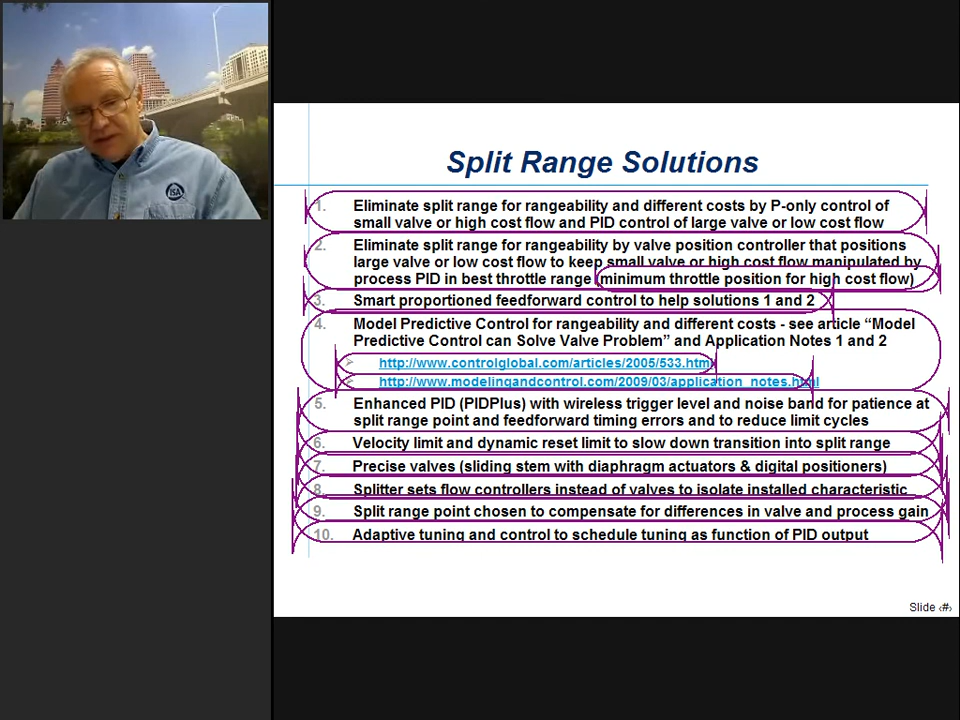 ISA
Split Range Solutions
1. Eliminate split range for rangeability and different costs by P-only control of
small valve or high cost flow and PID control of large valve or low cost flow
2. Eliminate split range for rangeability by valve position controller that positions
large valve or low cost flow to keep small valve or high cost flow manipulated by
process PID in best throttle range (minimum throttle position for high cost flow)
3. Smart proportioned feedforward control to help solutions 1 and 2
4. Model Predictive Control for rangeability and different costs - see article “Model
Predictive Control can Solve Valve Problem” and Application Notes 1 and 2
http://www.controlglobal.com/articles/2005/533.html
http://www.modelingandcontrol.com/2009/03/application_notes.html
5. Enhanced PID (PIDPlus) with wireless trigger level and noise band for patience at
split range point and feedforward timing errors and to reduce limit cycles
6. Velocity limit and dynamic reset limit to slow down transition into split range
7. Precise valves (sliding stem with diaphragm actuators & digital positioners)
8. Splitter sets flow controllers instead of valves to isolate installed characteristic
9. Split range point chosen to compensate for differences in valve and process gain
10. Adaptive tuning and control to schedule tuning as function of PID output
Slide ‹#›